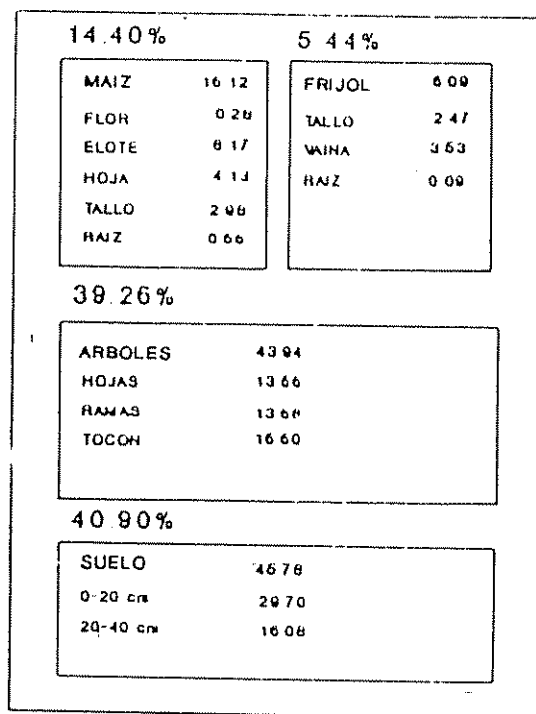 14.40% 5 44%
MAIZ 16 12 FRIJOL 6 09
FLOR 0 28 TALLO 2 47
ELOTE 8 17 VAINA 3 53
HOJA 4 13 RAIZ 0 09
TALLO 2 98
RAIZ 0 56
39.26%
ARBOLES 43 94
HOJAS 13 66
RAMAS 13 68
TOCON 16 60
40.90%
SUELO 45 78
0-20 cm 29 70
20-40 cm 16 08